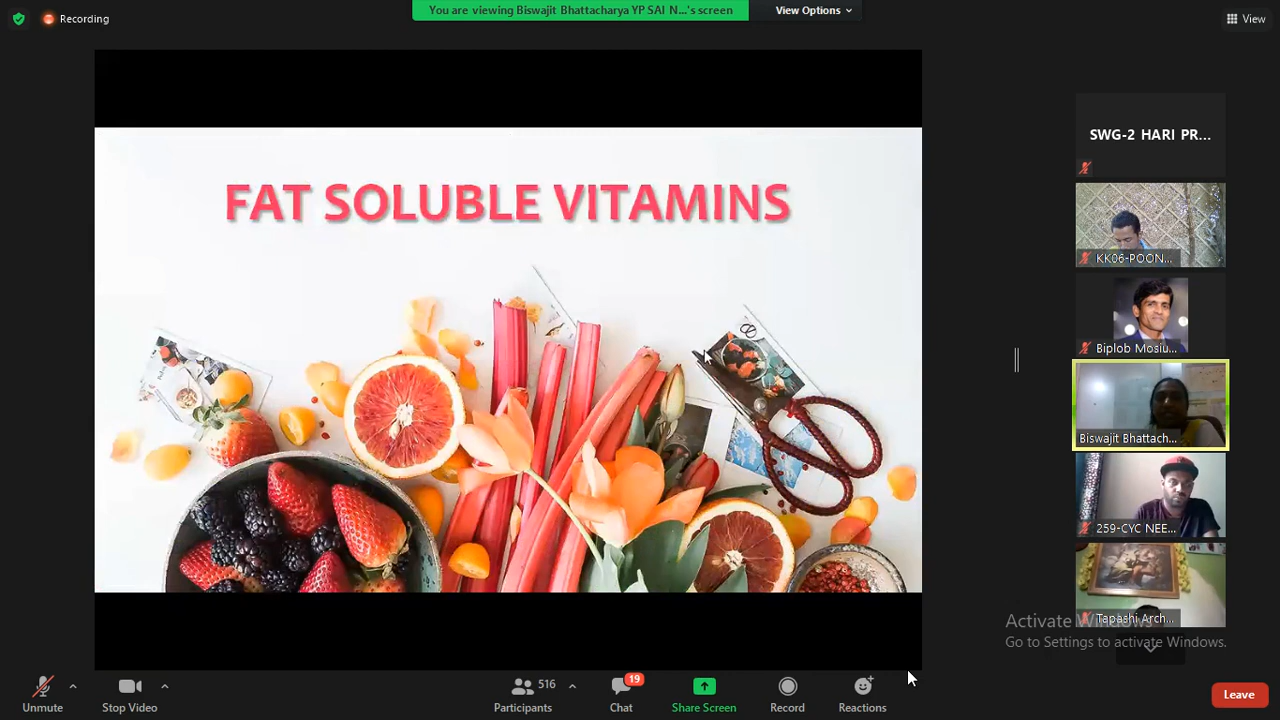 Recording
You are viewing Biswajit Bhattacharya YP SAI N...'s screen
View Options
View
FAT SOLUBLE VITAMINS
SWG-2 HARI PR...
KK06-POON...
Biplob Mosiu...
Biswajit Bhattach...
259-CYC NEE...
Tapashi Arch...
Activate Windows
Go to Settings to activate Windows.
Unmute
Stop Video
516
Participants
19
Chat
Share Screen
Record
Reactions
Leave